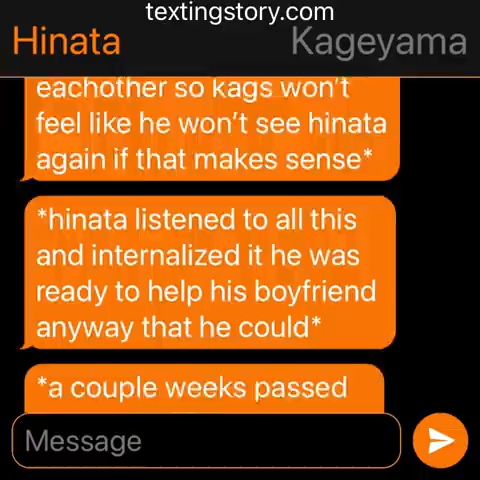 textingstory.com
Hinata Kageyama
eachother so kags won't
feel like he won't see hinata
again if that makes sense*
*hinata listened to all this
and internalized it he was
ready to help his boyfriend
anyway that he could*
*a couple weeks passed
Message